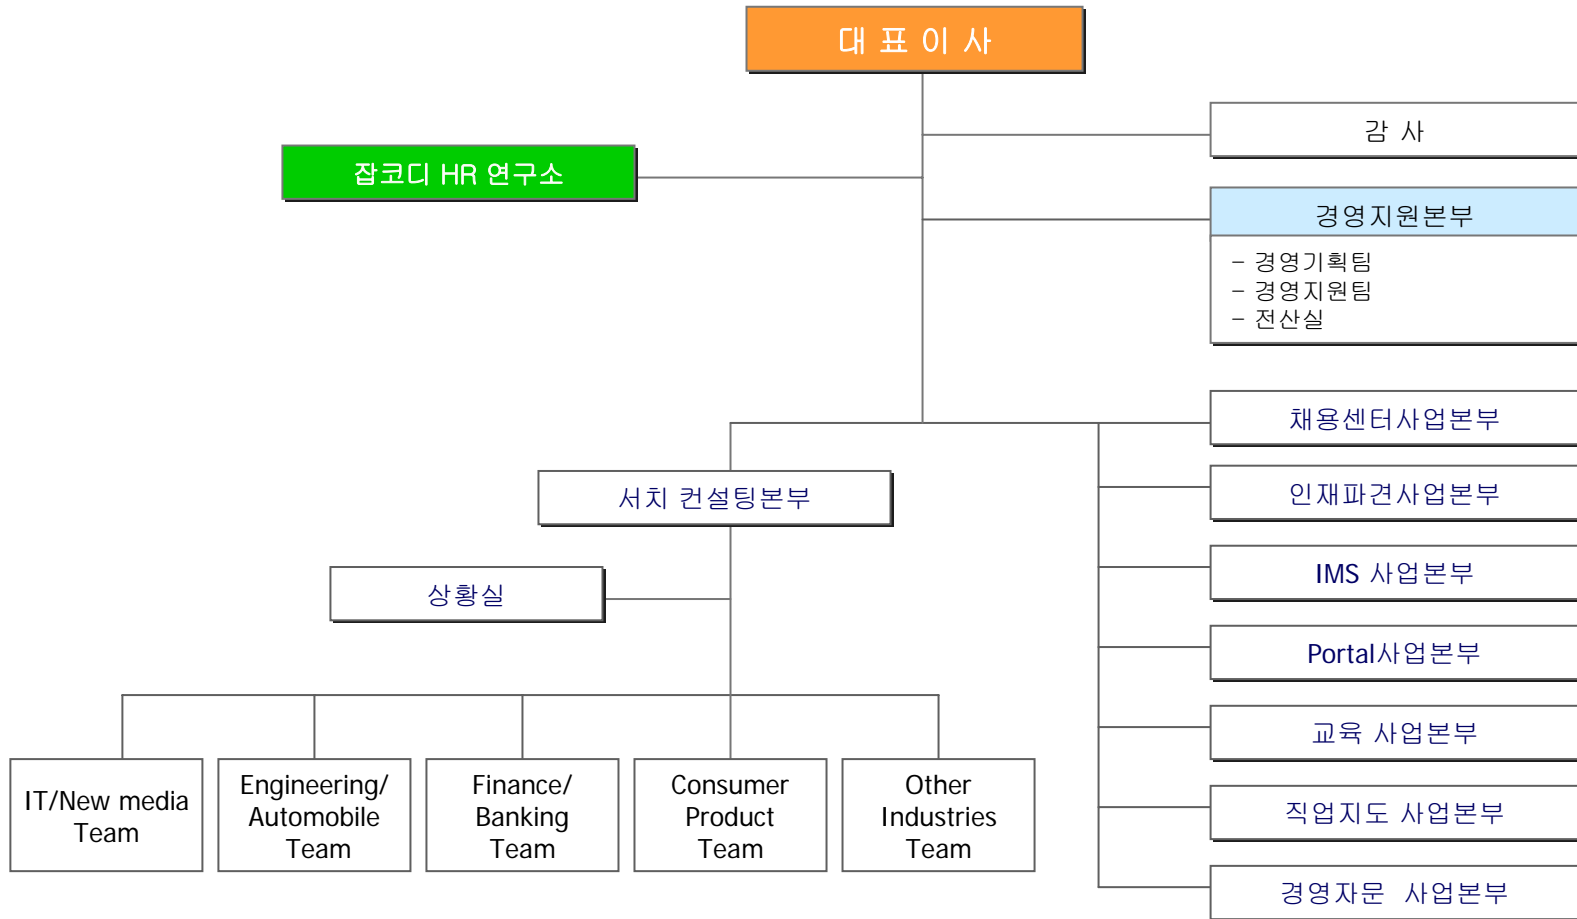 대 표 이 사
감 사
잡코디 HR 연구소
경영지원본부
– 경영기획팀
– 경영지원팀
– 전산실
채용센터사업본부
서치 컨설팅본부
인재파견사업본부
IMS 사업본부
상황실
Portal사업본부
교육 사업본부
직업지도 사업본부
경영자문 사업본부
IT/New media
Team
Engineering/
Automobile
Team
Finance/
Banking
Team
Consumer
Product
Team
Other
Industries
Team